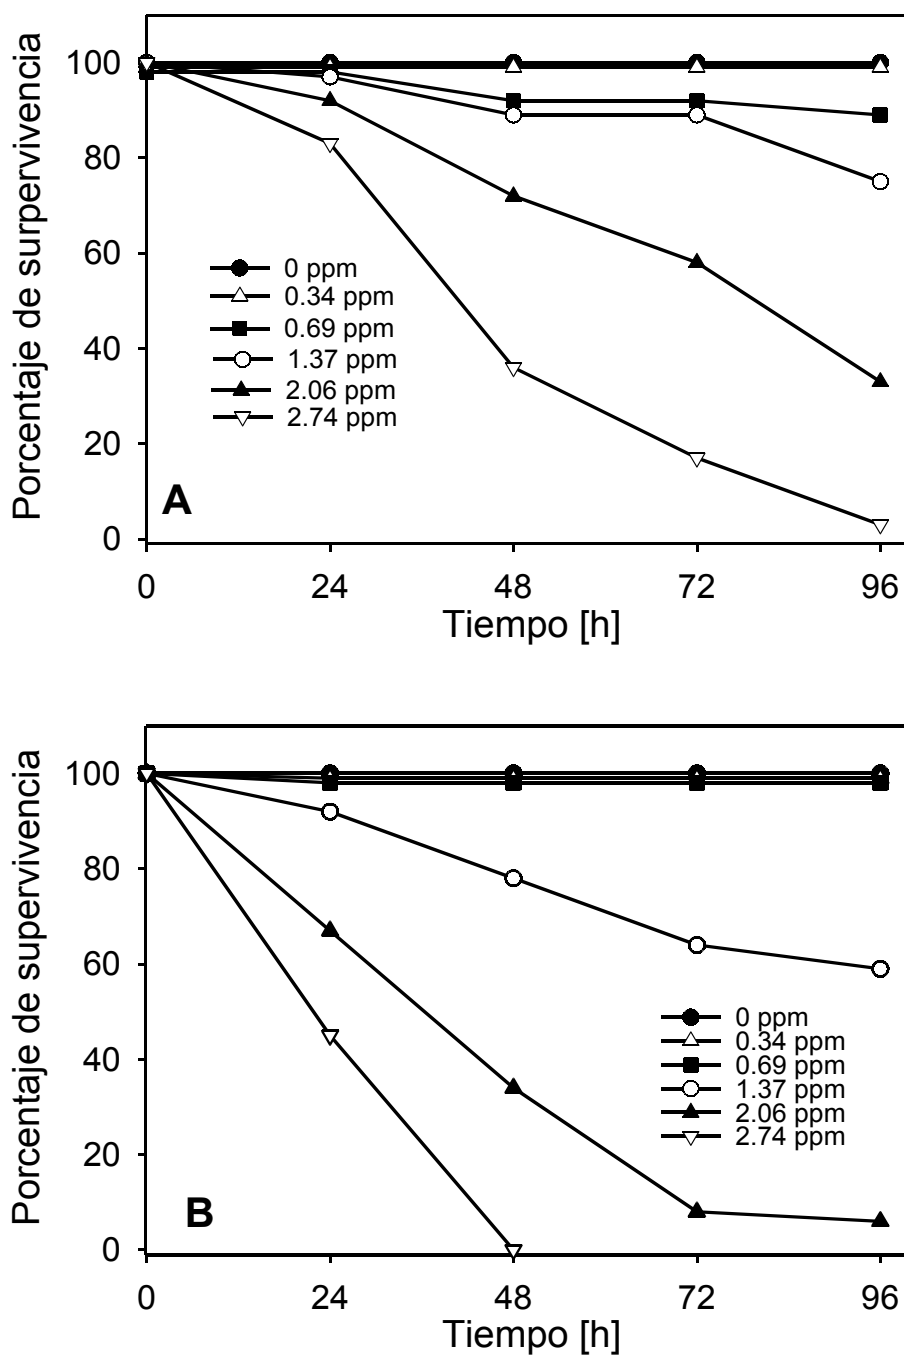 Porcentaje de surpervivencia
100
80
60
40
20
0
0 ppm
0.34 ppm
0.69 ppm
1.37 ppm
2.06 ppm
2.74 ppm
A
0 24 48 72 96
Tiempo [h]
Porcentaje de supervivencia
100
80
60
40
20
0
0 ppm
0.34 ppm
0.69 ppm
1.37 ppm
2.06 ppm
2.74 ppm
B
0 24 48 72 96
Tiempo [h]